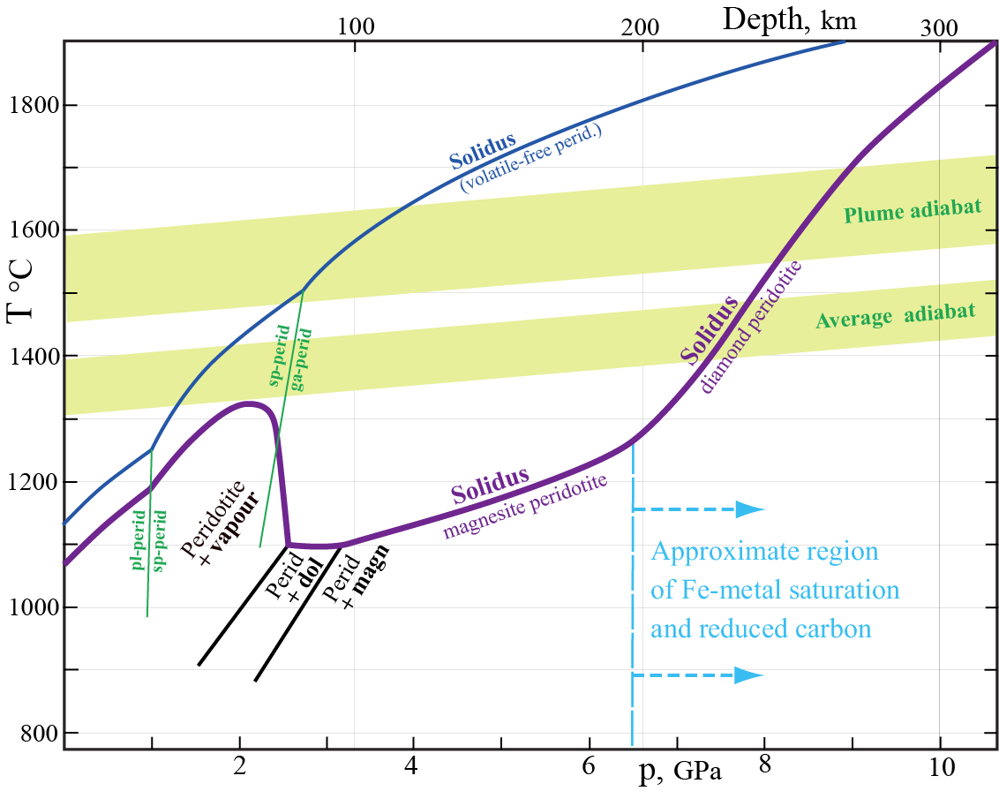 Depth, km
100
200
300
T °C
1800
1600
1400
1200
1000
800
Solidus
(volatile-free perid.)
Plume adiabat
Average adiabat
sp-perid
ga-perid
Solidus
diamond peridotite
pl-perid
sp-perid
Peridotite
+ vapour
Perid
+ dol
Perid
+ magn
Solidus
magnesite peridotite
Approximate region
of Fe-metal saturation
and reduced carbon
2
4
6
8
10
p, GPa